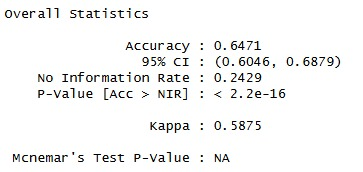 Overall Statistics
Accuracy : 0.6471
95% CI : (0.6046, 0.6879)
No Information Rate : 0.2429
P-Value [Acc > NIR] : < 2.2e-16
Kappa : 0.5875
Mcnemar's Test P-Value : NA